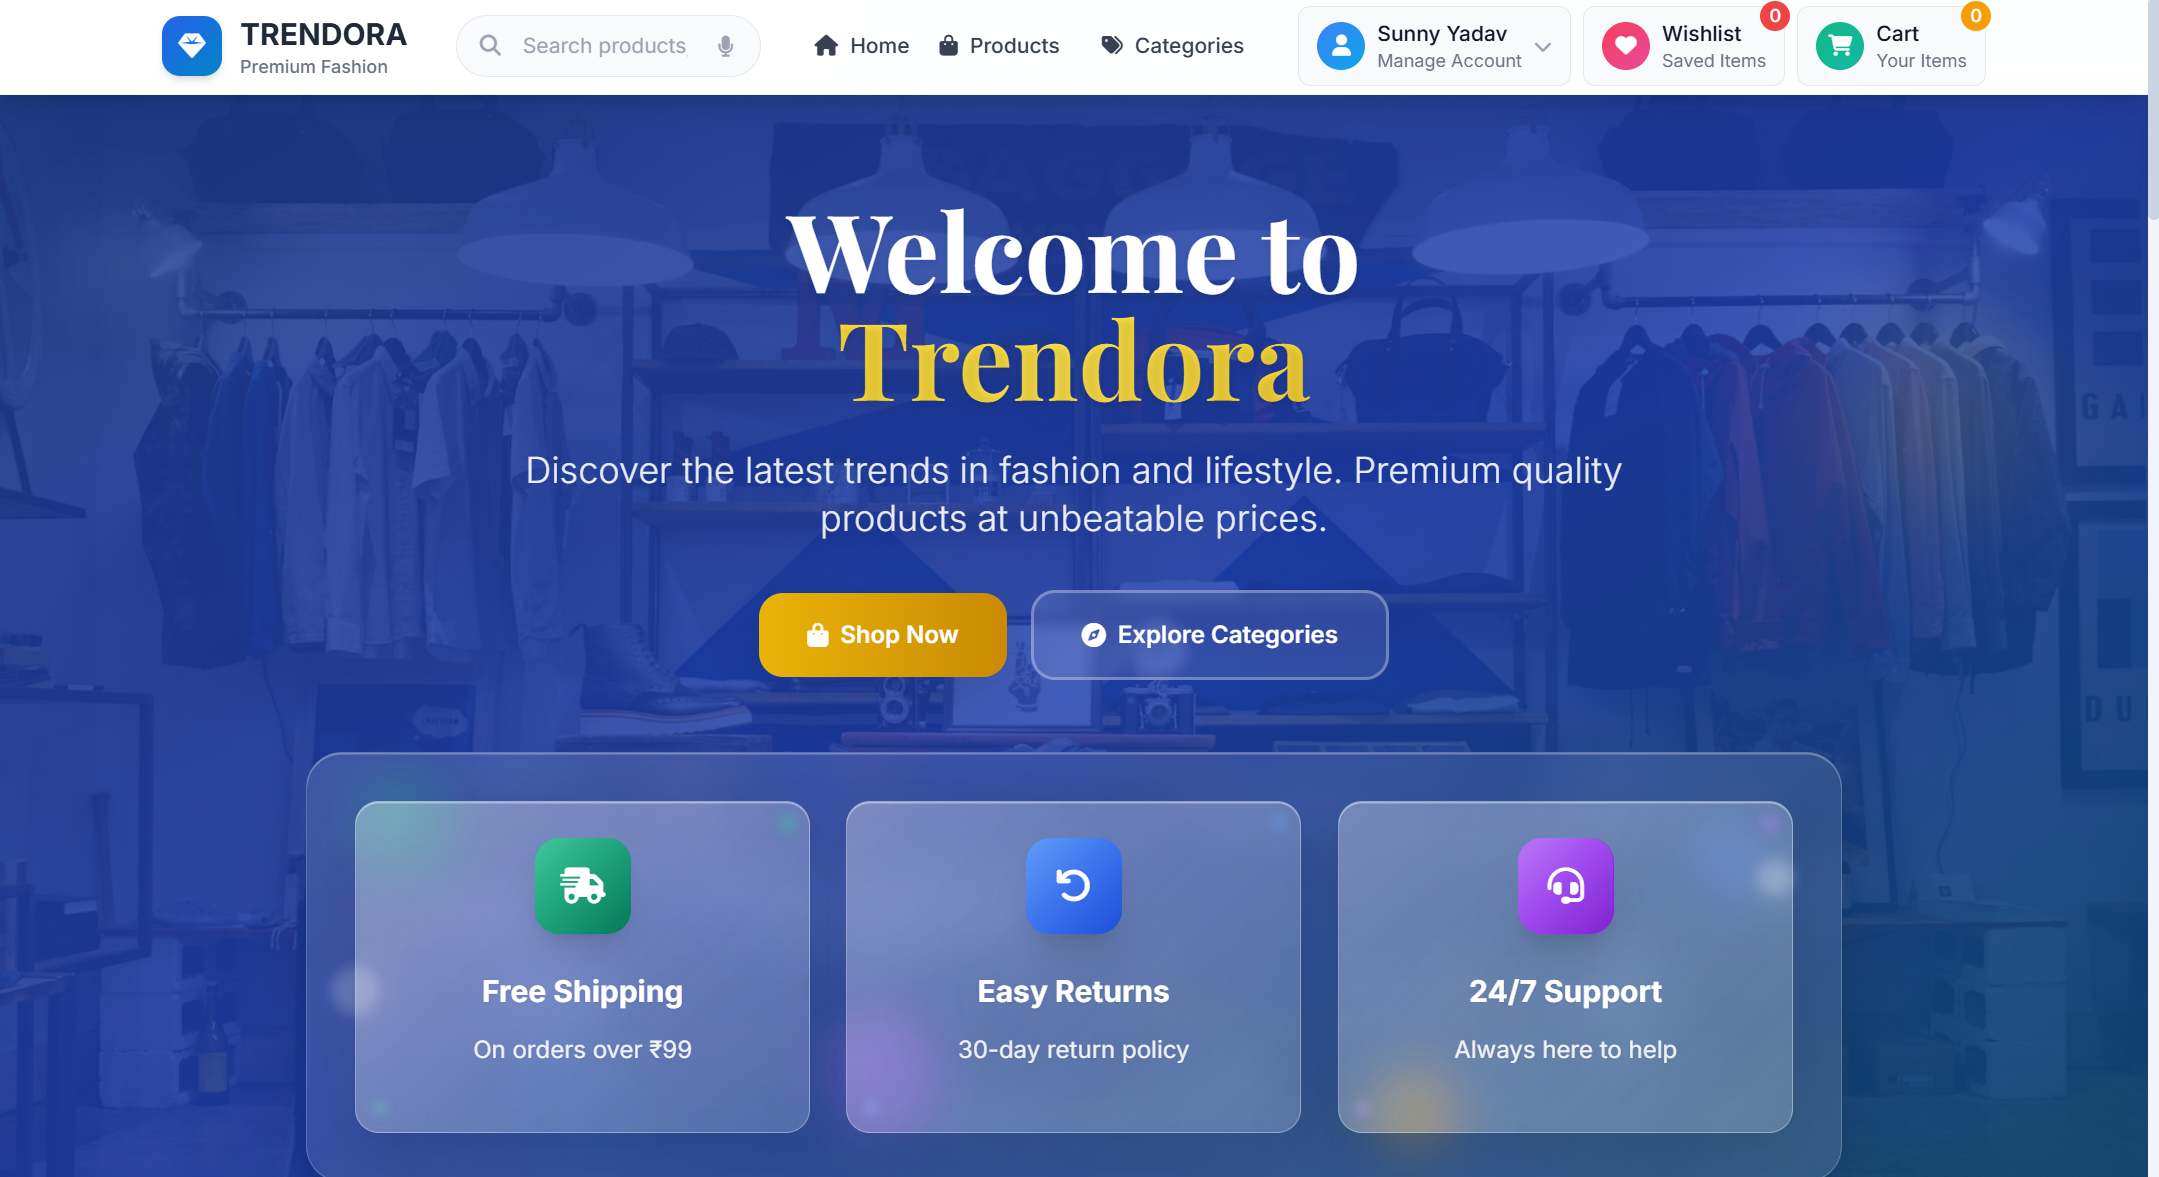 TRENDORA
Premium Fashion
Search products
Home
Products
Categories
Sunny Yadav
Manage Account
Wishlist
Saved Items
0
Cart
Your Items
0
Welcome to
Trendora
Discover the latest trends in fashion and lifestyle. Premium quality
products at unbeatable prices.
Shop Now
Explore Categories
Free Shipping
On orders over ₹99
Easy Returns
30-day return policy
24/7 Support
Always here to help